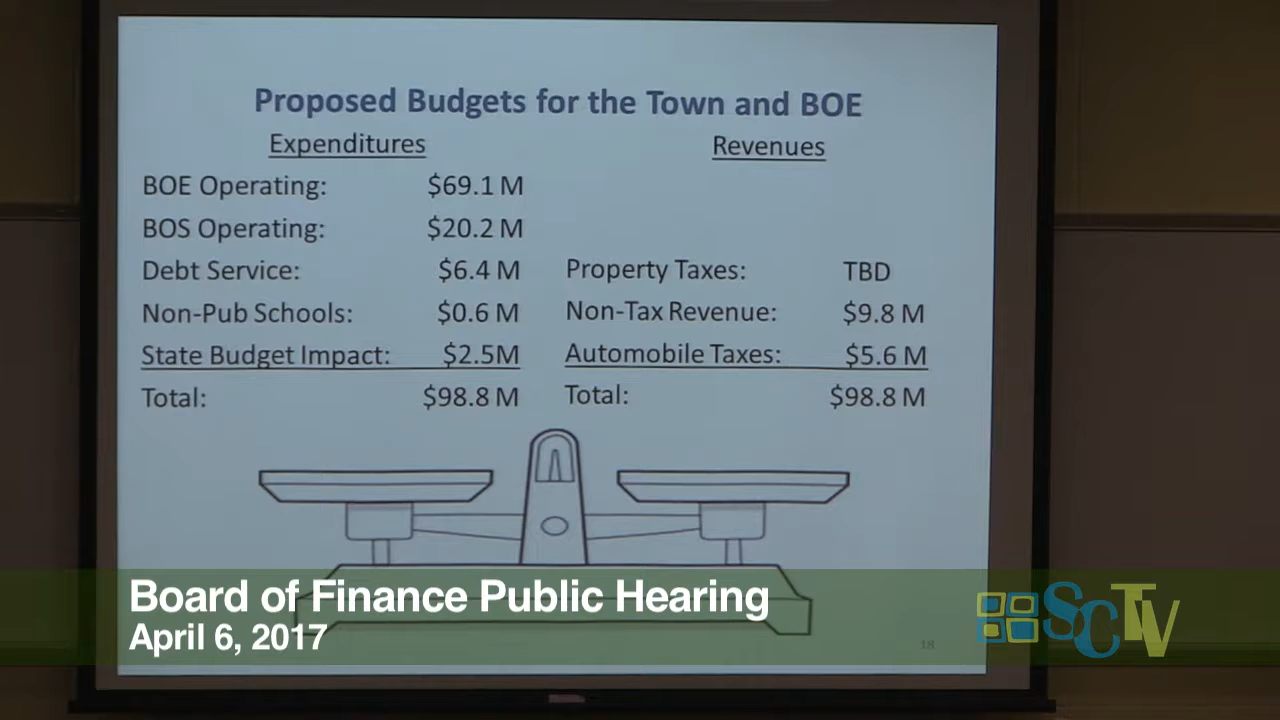 Proposed Budgets for the Town and BOE
Expenditures
BOE Operating: $69.1 M
BOS Operating: $20.2 M
Debt Service: $6.4 M
Non-Pub Schools: $0.6 M
State Budget Impact: $2.5M
Total: $98.8 M
Revenues
Property Taxes: TBD
Non-Tax Revenue: $9.8 M
Automobile Taxes: $5.6 M
Total: $98.8 M
Board of Finance Public Hearing
April 6, 2017
SCTV
18